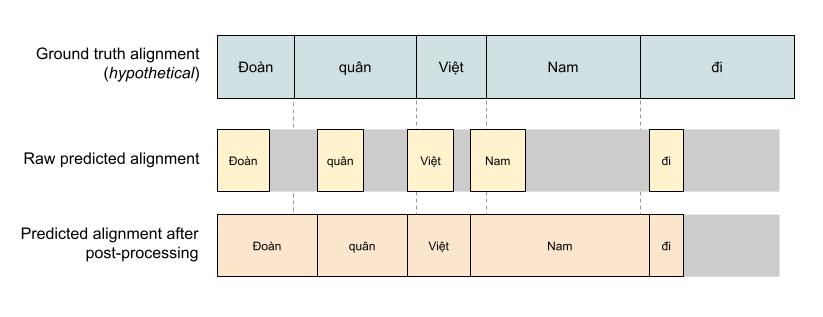 Ground truth alignment
(hypothetical)
Đoàn quân Việt Nam đi
Raw predicted alignment
Đoàn quân Việt Nam đi
Predicted alignment after
post-processing
Đoàn quân Việt Nam đi